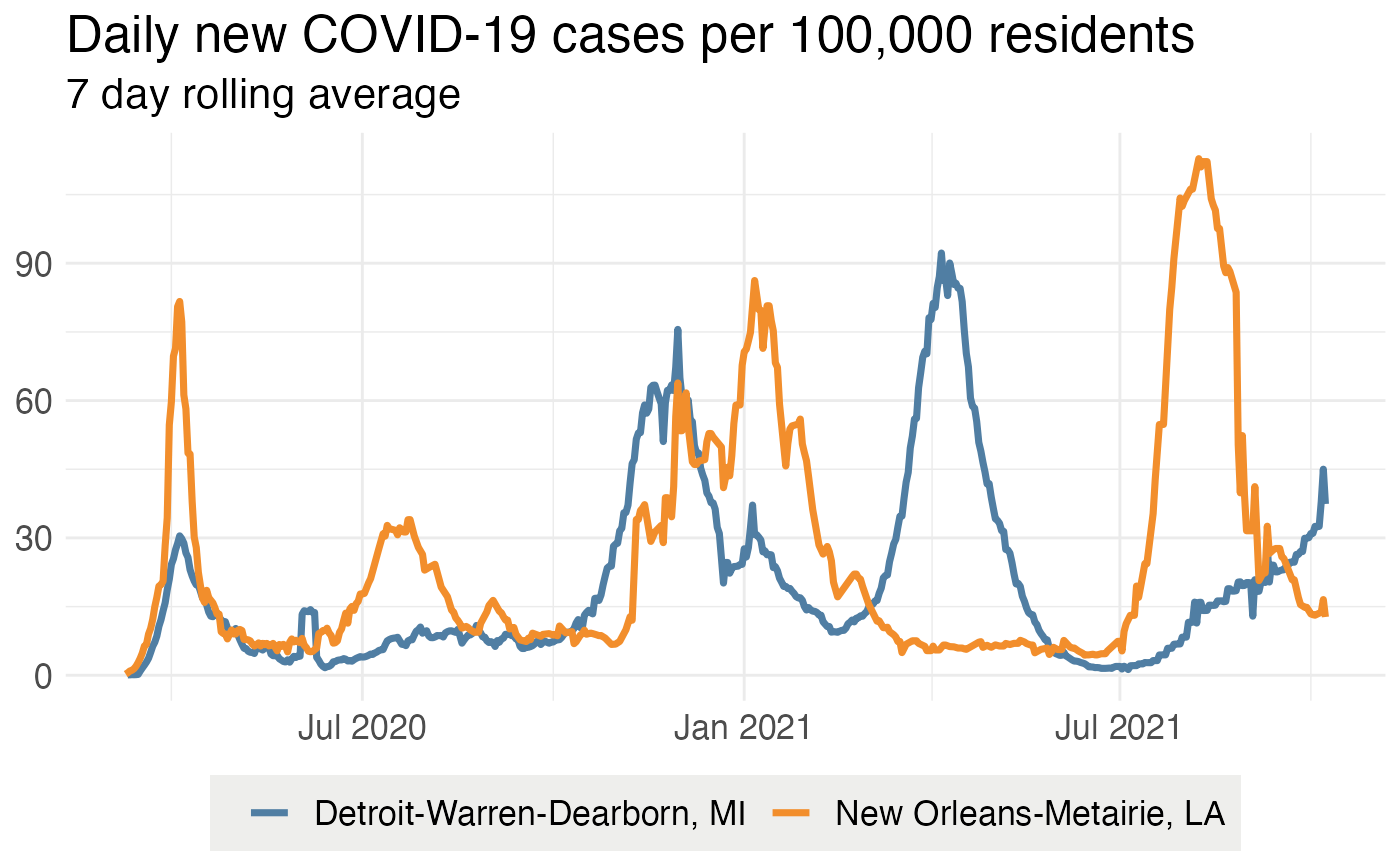 Daily new COVID-19 cases per 100,000 residents
7 day rolling average
90
60
30
0
Jul 2020 Jan 2021 Jul 2021
Detroit-Warren-Dearborn, MI New Orleans-Metairie, LA